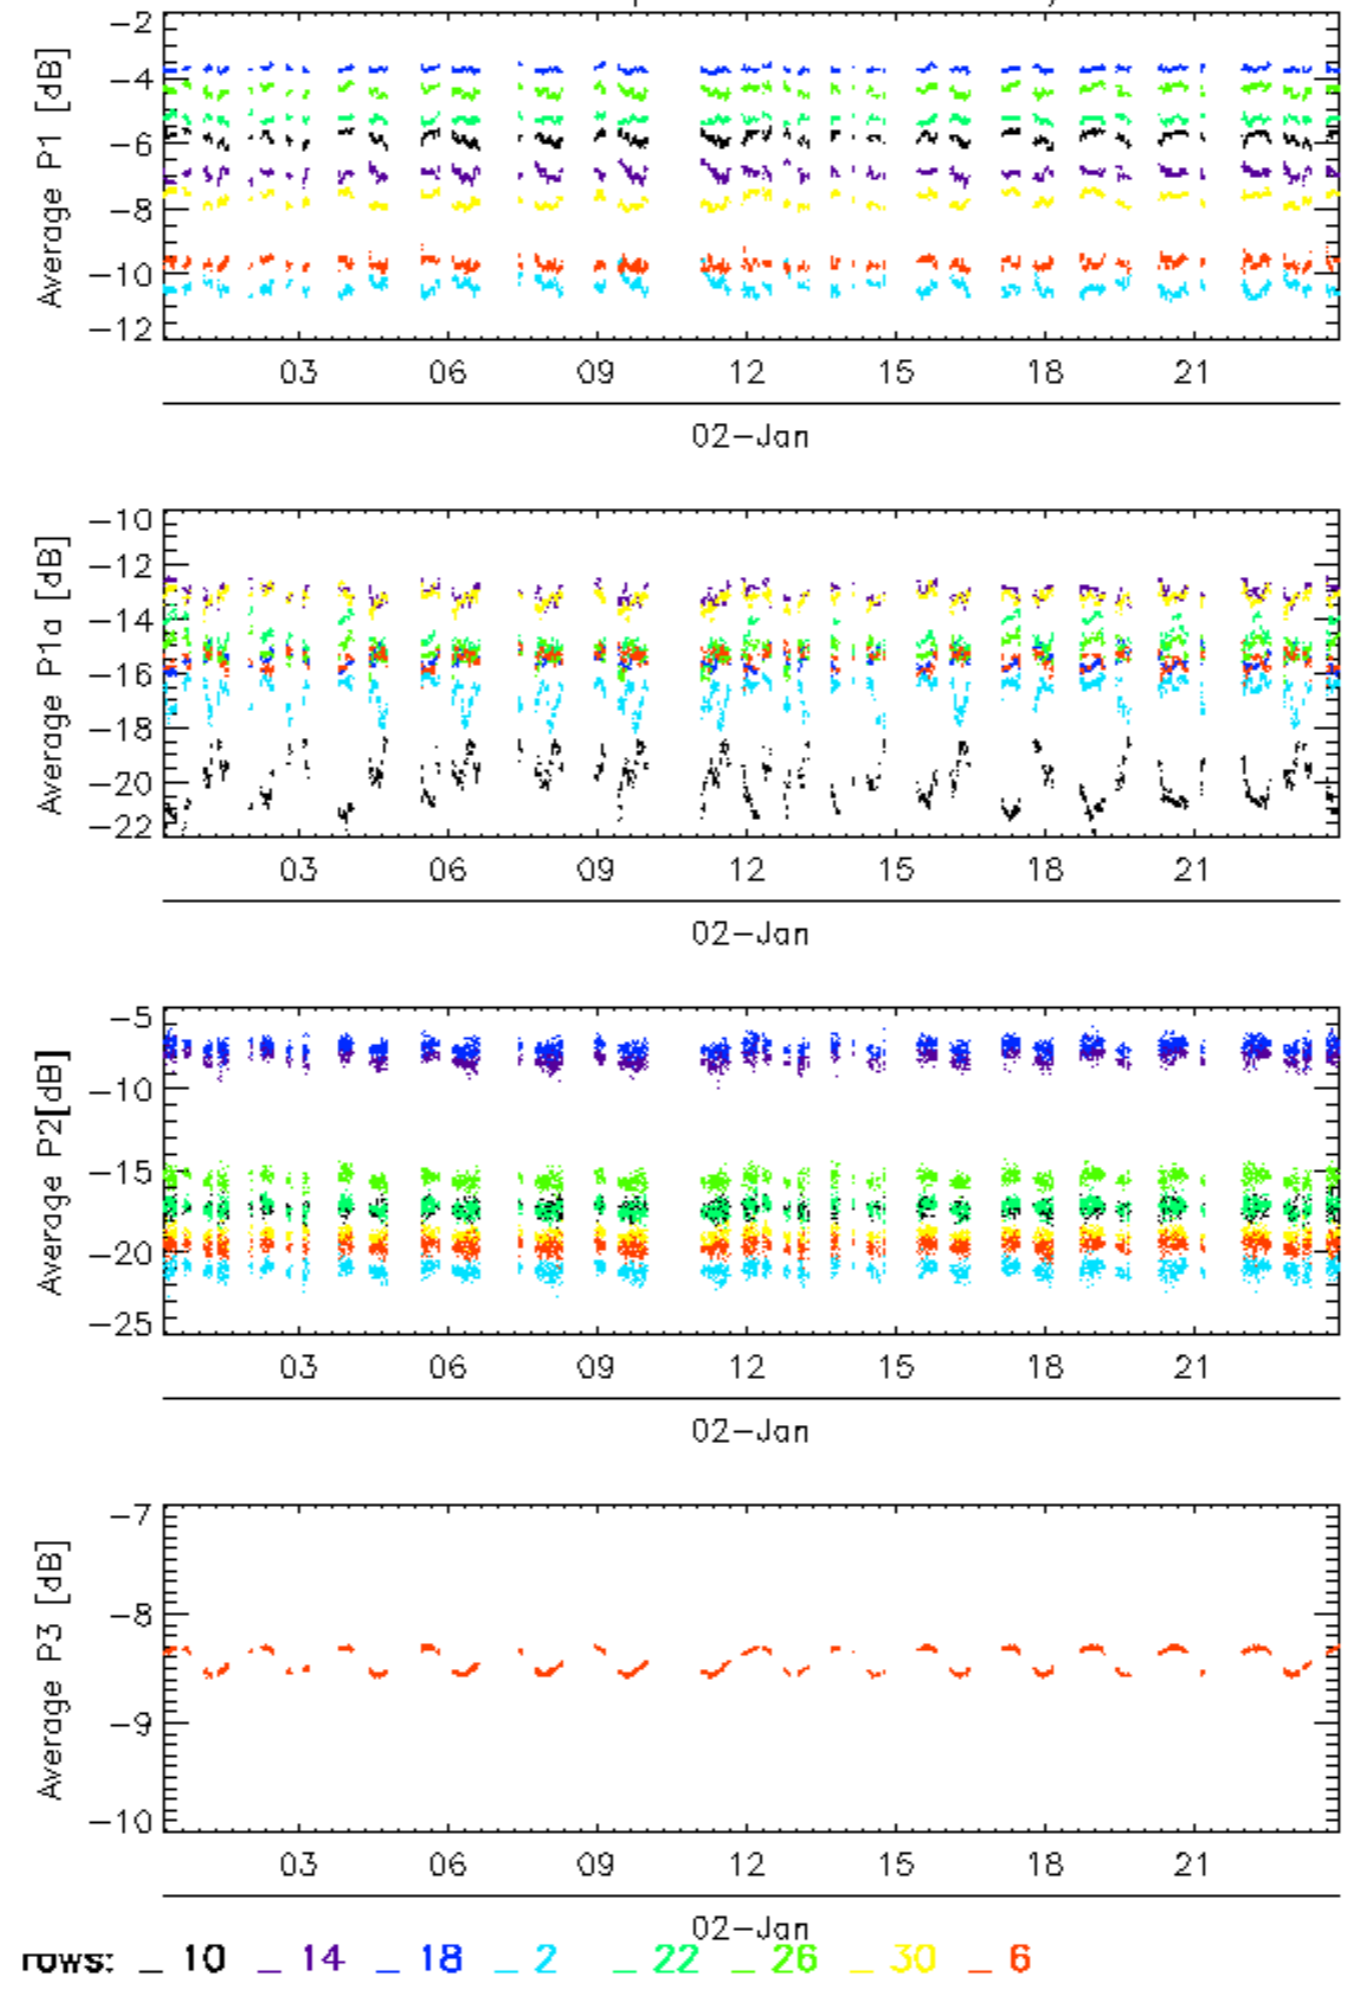 Average P1 [dB]
−2
−4
−6
−8
−10
−12
03 06 09 12 15 18 21
02−Jan
Average P1a [dB]
−10
−12
−14
−16
−18
−20
−22
03 06 09 12 15 18 21
02−Jan
Average P2[dB]
−5
−10
−15
−20
−25
03 06 09 12 15 18 21
02−Jan
Average P3 [dB]
−7
−8
−9
−10
03 06 09 12 15 18 21
02−Jan
rows: _ 10 _ 14 _ 18 _ 2 _ 22 _ 26 _ 30 _ 6